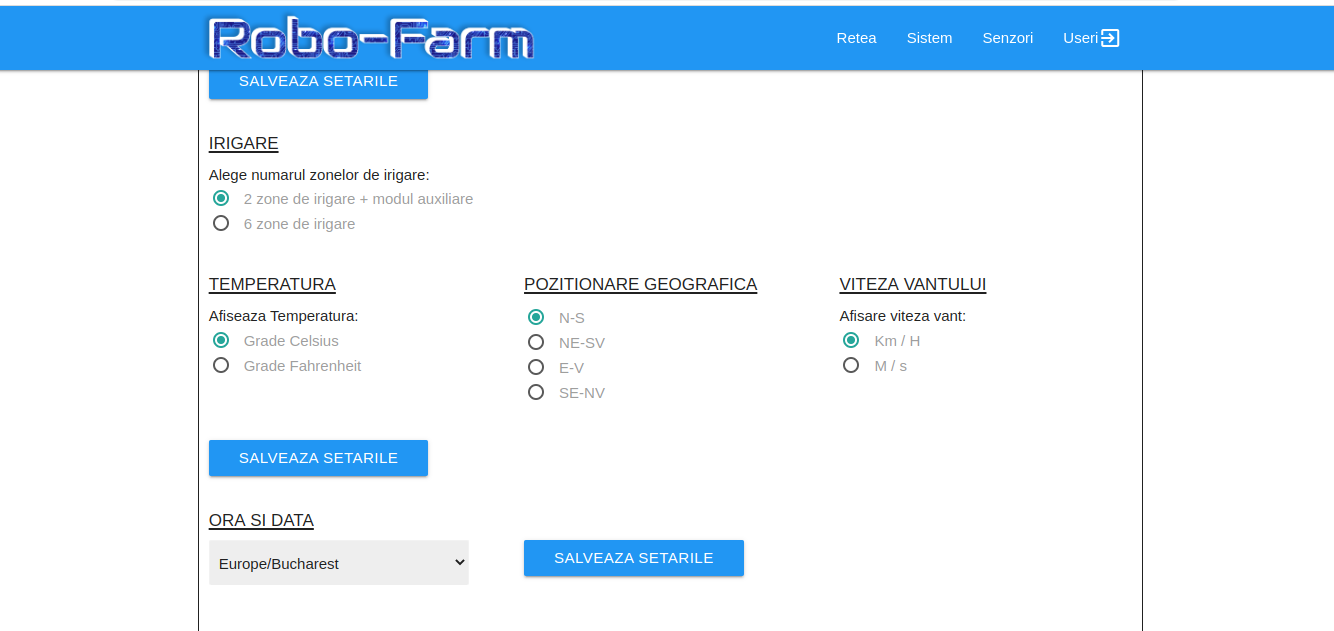 Robo-Farm
Retea Sistem Senzori Useri
SALVEAZA SETARILE
IRIGARE
Alege numarul zonelor de irigare:
2 zone de irigare + modul auxiliare
6 zone de irigare
TEMPERATURA
Afiseaza Temperatura:
Grade Celsius
Grade Fahrenheit
POZITIONARE GEOGRAFICA
N-S
NE-SV
E-V
SE-NV
VITEZA VANTULUI
Afisare viteza vant:
Km / H
M / s
SALVEAZA SETARILE
ORA SI DATA
Europe/Bucharest
SALVEAZA SETARILE